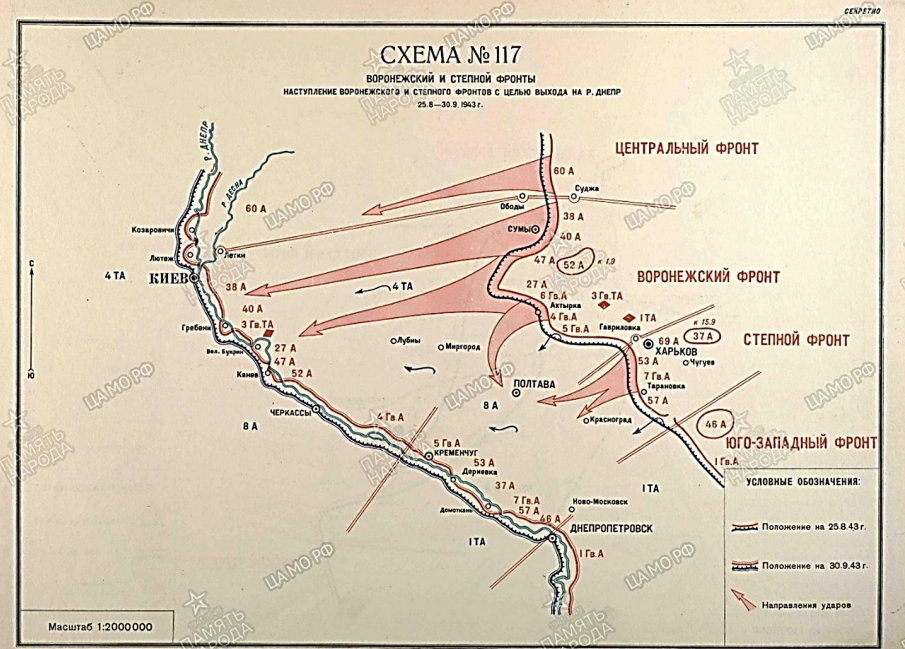 СЕКРЕТНО
СХЕМА № 117
ВОРОНЕЖСКИЙ И СТЕПНОЙ ФРОНТЫ
НАСТУПЛЕНИЕ ВОРОНЕЖСКОГО И СТЕПНОГО ФРОНТОВ С ЦЕЛЬЮ ВЫХОДА НА Р. ДНЕПР
25.8—30.9. 1943 г.
Р. ДНЕПР
Р. ДЕСНА
ЦЕНТРАЛЬНЫЙ ФРОНТ
60 А
Суджа
Ободы
60 А
38 А
Козаровичи
СУМЫ
40 А
Лютеж
Летки
47 А
52 А
к 1.9
С
4 ТА
КИЕВ
ВОРОНЕЖСКИЙ ФРОНТ
38 А
4 ТА
27 А
6 Гв.А
3 Гв.ТА
40 А
Ахтырка
4 Гв.А
1 ТА
Гребени
3 Гв.ТА
5 Гв.А
Гавриловка
к 15.9
37 А
СТЕПНОЙ ФРОНТ
Вел. Букрин
27 А
Лубны
Миргород
69 А
ХАРЬКОВ
47 А
53 А
Чугуев
Канев
52 А
7 Гв.А
Ю
ПОЛТАВА
Тарановка
57 А
ЧЕРКАССЫ
8 А
4 Гв.А
Красноград
46 А
8 А
ЮГО-ЗАПАДНЫЙ ФРОНТ
5 Гв А
КРЕМЕНЧУГ
1 Гв.А
53 А
Дериевка
УСЛОВНЫЕ ОБОЗНАЧЕНИЯ:
37 А
1 ТА
7 Гв.А
Ново-Московск
Домоткань
57 А
46 А
Положение на 25.8.43 г.
ДНЕПРОПЕТРОВСК
1 ТА
1 Гв.А
Положение на 30.9.43 г.
Направления ударов
Масштаб 1:2000000
ПАМЯТЬ НАРОДА
ЦАМО.РФ